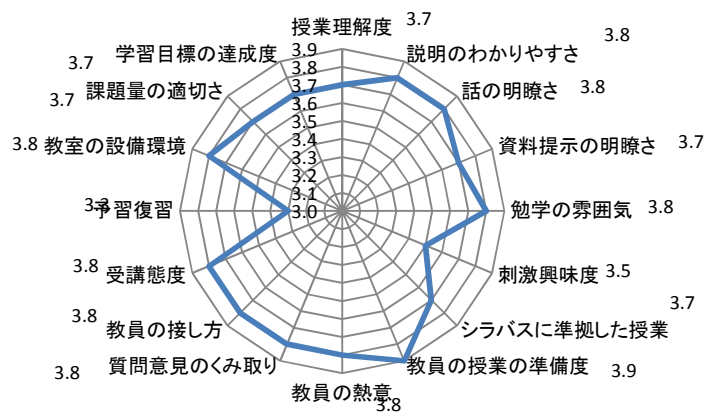 授業理解度 3.7
説明のわかりやすさ 3.8
話の明瞭さ 3.8
資料提示の明瞭さ 3.7
勉学の雰囲気 3.8
刺激興味度 3.5
シラバスに準拠した授業 3.7
教員の授業の準備度 3.9
教員の熱意 3.8
質問意見のくみ取り 3.8
教員の接し方 3.8
受講態度 3.8
予習復習 3.3
教室の設備環境 3.8
課題量の適切さ 3.7
学習目標の達成度 3.7
3.9
3.8
3.7
3.6
3.5
3.4
3.3
3.2
3.1
3.0